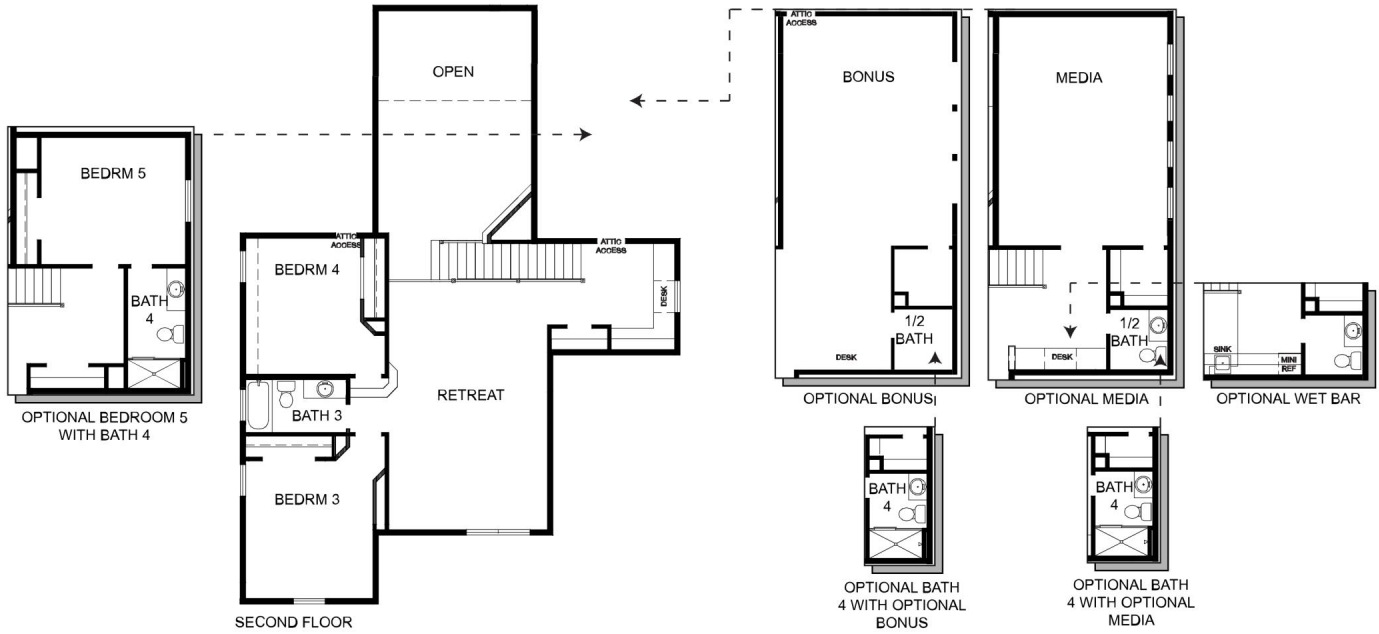 BEDRM 5
BATH
4
OPTIONAL BEDROOM 5
WITH BATH 4
OPEN
ATTIC
ACCESS
BEDRM 4
ATTIC
ACCESS
DESK
BATH 3
RETREAT
BEDRM 3
SECOND FLOOR
ATTIC
ACCESS
BONUS
1/2
BATH
DESK
OPTIONAL BONUS
MEDIA
1/2
BATH
DESK
OPTIONAL MEDIA
SINK
MINI
REF
OPTIONAL WET BAR
BATH
4
OPTIONAL BATH
4 WITH OPTIONAL
BONUS
BATH
4
OPTIONAL BATH
4 WITH OPTIONAL
MEDIA